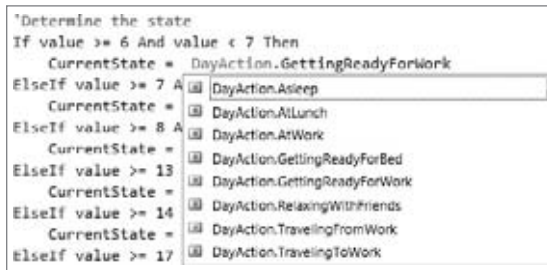 'Determine the state
If value >= 6 And value < 7 Then
CurrentState = DayAction.GettingReadyForWork
ElseIf value >= 7 A
DayAction.Asleep
CurrentState =
DayAction.AtLunch
ElseIf value >= 8 A
DayAction.AtWork
CurrentState =
DayAction.GettingReadyForBed
ElseIf value >= 13
DayAction.GettingReadyForWork
CurrentState =
DayAction.RelaxingWithFriends
ElseIf value >= 14
DayAction.TravelingFromWork
CurrentState =
DayAction.TravelingToWork
ElseIf value >= 17